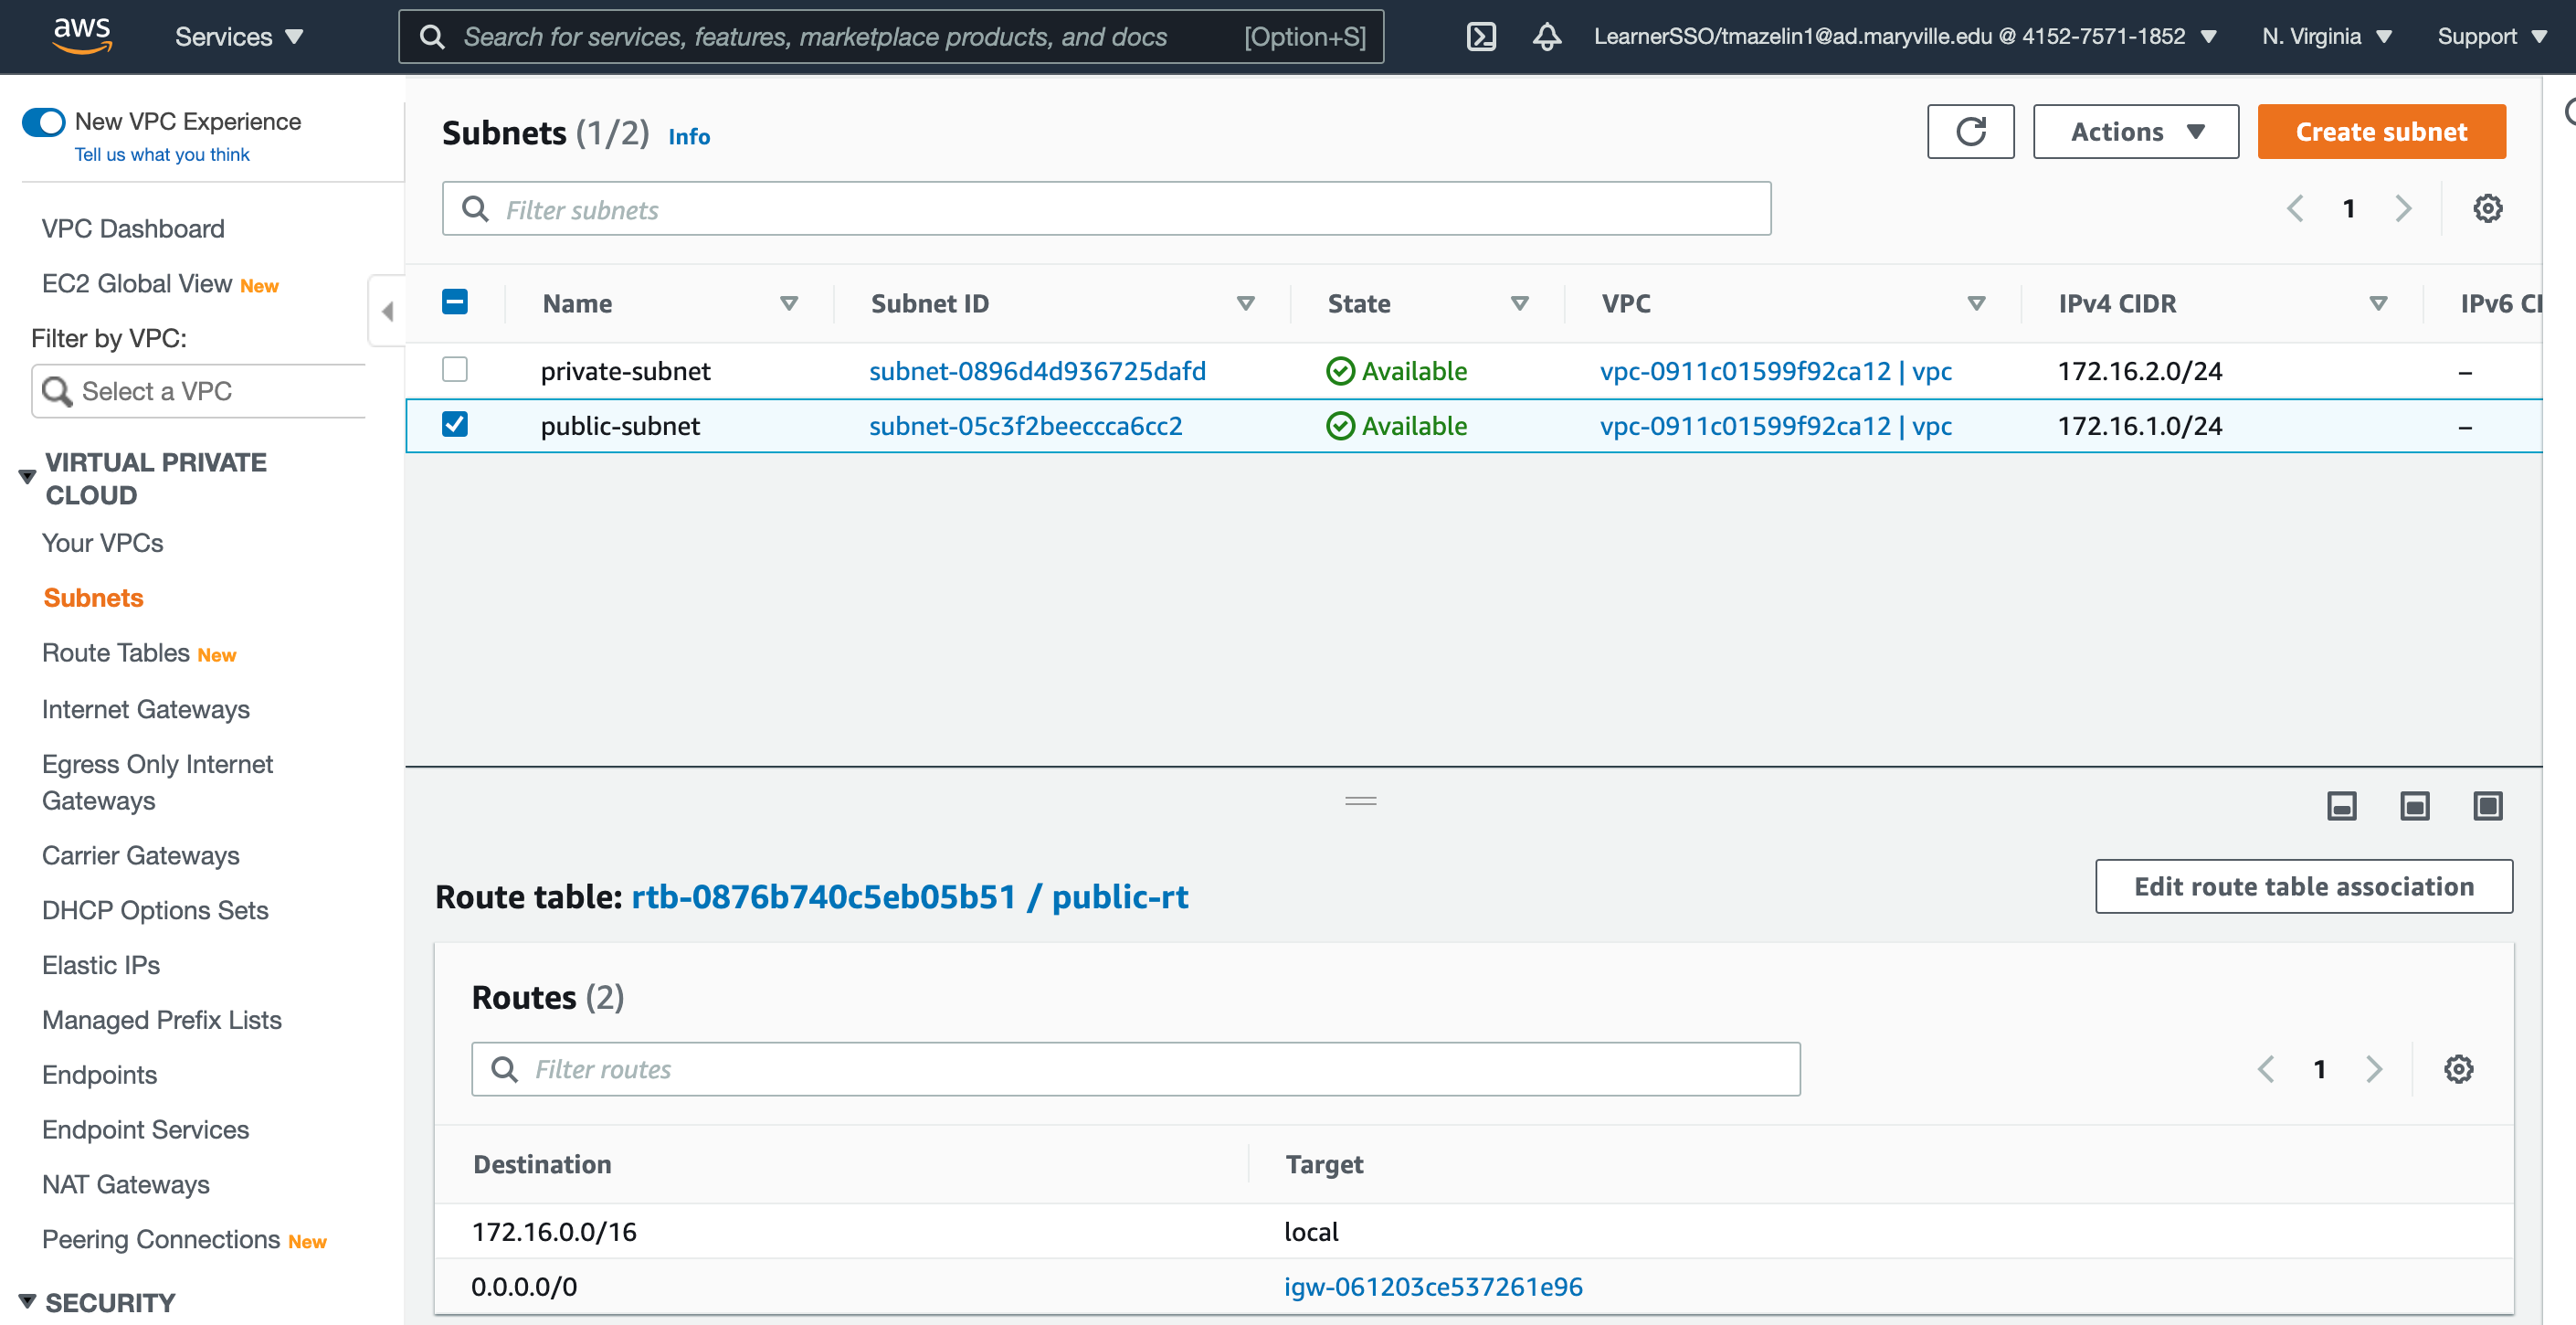 aws
Services
Search for services, features, marketplace products, and docs
[Option+S]
LearnerSSO/tmazelin1@ad.maryville.edu @ 4152-7571-1852
N. Virginia
Support
New VPC Experience
Tell us what you think
VPC Dashboard
EC2 Global View New
Filter by VPC:
Select a VPC
VIRTUAL PRIVATE
CLOUD
Your VPCs
Subnets
Route Tables New
Internet Gateways
Egress Only Internet
Gateways
Carrier Gateways
DHCP Options Sets
Elastic IPs
Managed Prefix Lists
Endpoints
Endpoint Services
NAT Gateways
Peering Connections New
SECURITY
Subnets (1/2) Info
Actions
Create subnet
Filter subnets
1
Name Subnet ID State VPC IPv4 CIDR IPv6 CI
private-subnet subnet-0896d4d936725dafd Available vpc-0911c01599f92ca12 | vpc 172.16.2.0/24 –
public-subnet subnet-05c3f2beeccca6cc2 Available vpc-0911c01599f92ca12 | vpc 172.16.1.0/24 –
Route table: rtb-0876b740c5eb05b51 / public-rt
Edit route table association
Routes (2)
Filter routes
1
Destination Target
172.16.0.0/16 local
0.0.0.0/0 igw-061203ce537261e96